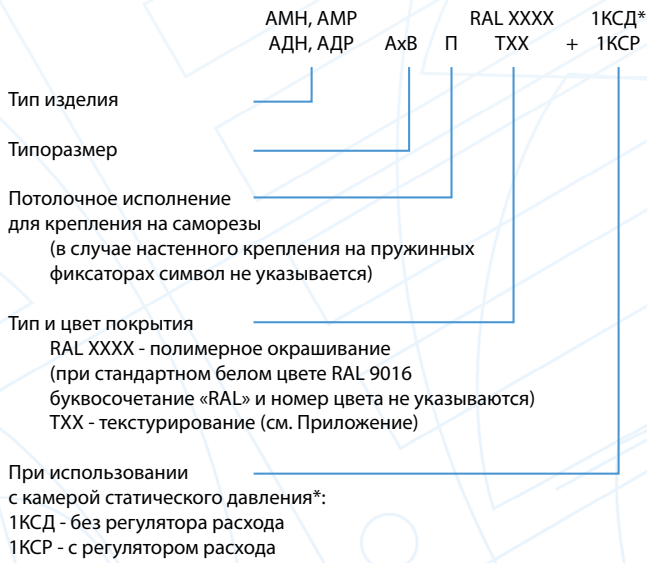 АМН, АМР RAL XXXX 1КСД*
АДН, АДР АxВ П ТХХ + 1КСР
Тип изделия
Типоразмер
Потолочное исполнение
для крепления на саморезы
(в случае настенного крепления на пружинных
фиксаторах символ не указывается)
Тип и цвет покрытия
RAL XXXX - полимерное окрашивание
(при стандартном белом цвете RAL 9016
буквосочетание «RAL» и номер цвета не указываются)
ТХХ - текстурирование (см. Приложение)
При использовании
с камерой статического давления*:
1КСД - без регулятора расхода
1КСР - с регулятором расхода